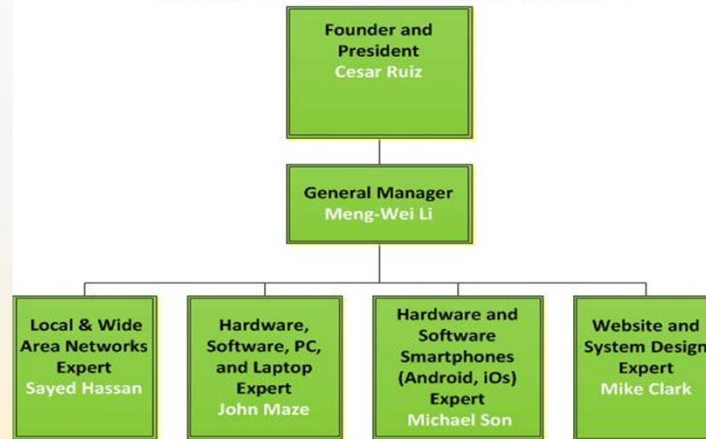 Founder and
President
Cesar Ruiz
General Manager
Meng-Wei Li
Local & Wide
Area Networks
Expert
Sayed Hassan
Hardware,
Software, PC,
and Laptop
Expert
John Maze
Hardware and
Software
Smartphones
(Android, iOs)
Expert
Michael Son
Website and
System Design
Expert
Mike Clark